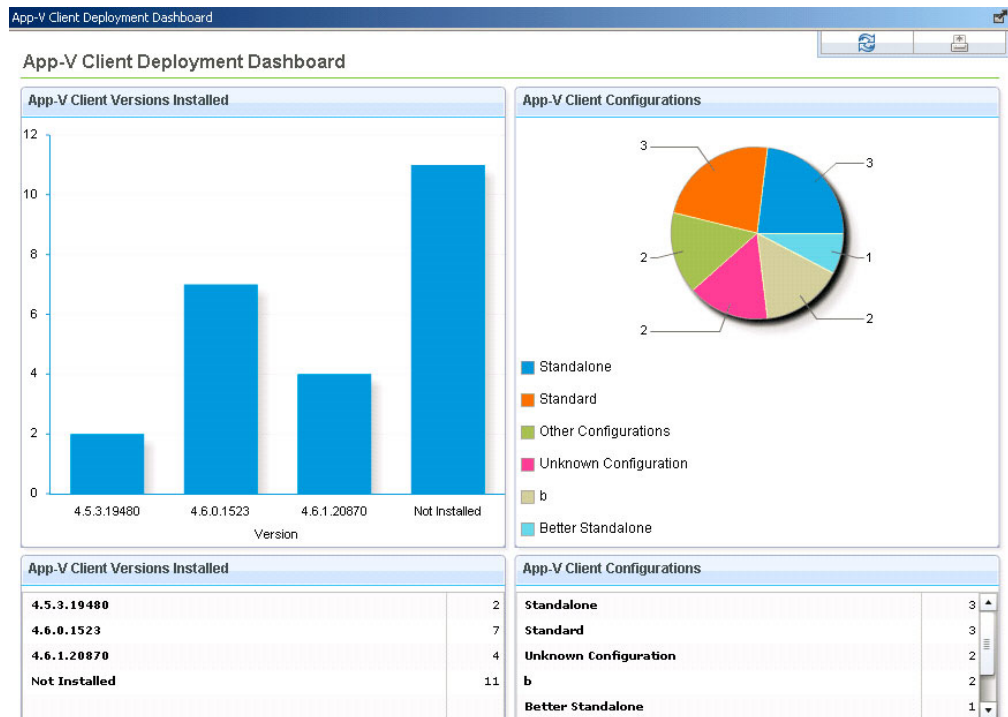 App-V Client Deployment Dashboard
App-V Client Deployment Dashboard
App-V Client Versions Installed
12
10
8
6
4
2
0
4.5.3.19480 4.6.0.1523 4.6.1.20870 Not Installed
Version
App-V Client Configurations
3
3
2
1
2
2
Standalone
Standard
Other Configurations
Unknown Configuration
b
Better Standalone
App-V Client Versions Installed
4.5.3.19480 2
4.6.0.1523 7
4.6.1.20870 4
Not Installed 11
App-V Client Configurations
Standalone 3
Standard 3
Unknown Configuration 2
b 2
Better Standalone 1